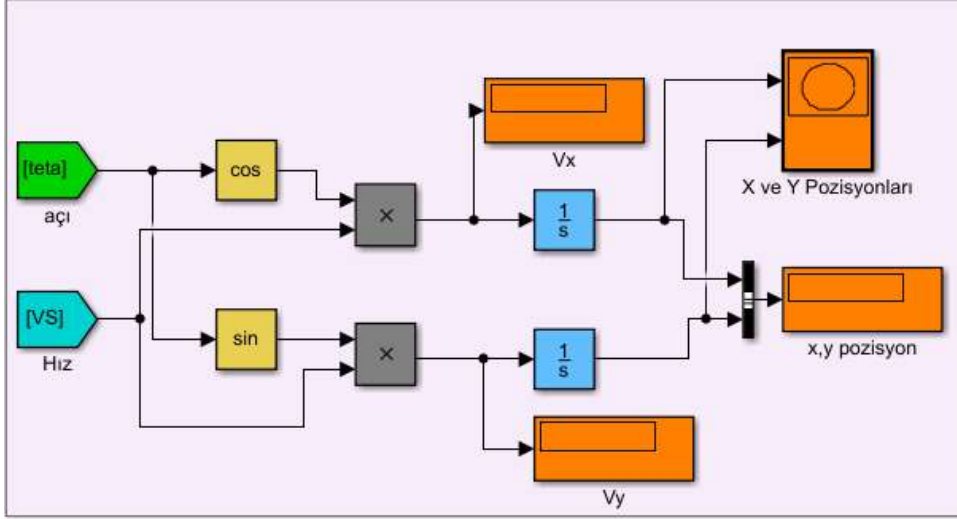 [teta]
açı
cos
×
Vx
1
s
X ve Y Pozisyonları
[VS]
Hız
sin
×
1
s
x,y pozisyon
Vy